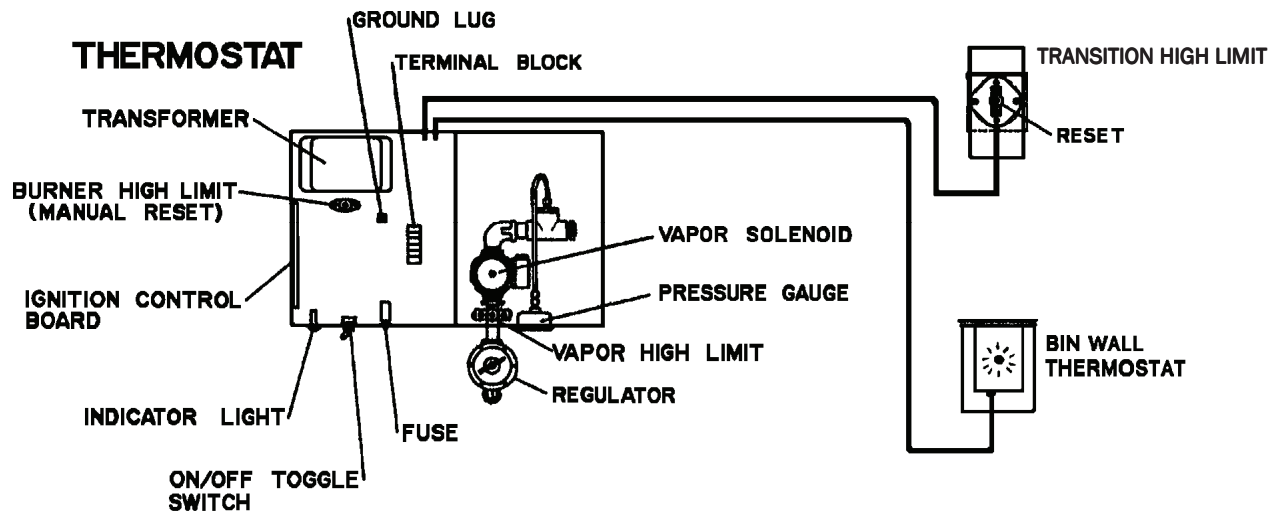 GROUND LUG
THERMOSTAT
TERMINAL BLOCK
TRANSITION HIGH LIMIT
TRANSFORMER
RESET
BURNER HIGH LIMIT
(MANUAL RESET)
VAPOR SOLENOID
IGNITION CONTROL
BOARD
PRESSURE GAUGE
VAPOR HIGH LIMIT
BIN WALL
THERMOSTAT
REGULATOR
INDICATOR LIGHT
FUSE
ON/OFF TOGGLE
SWITCH